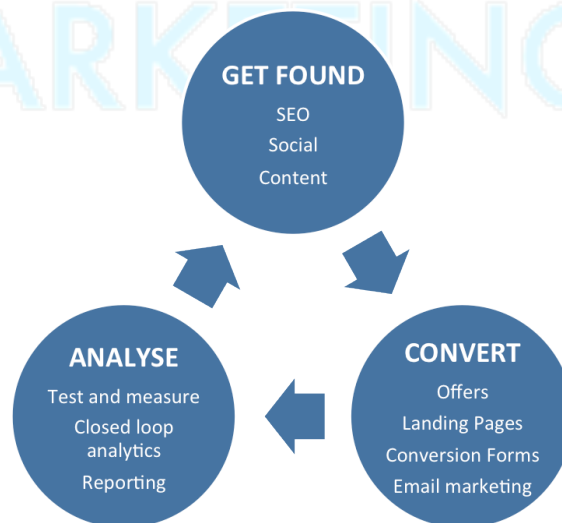 ARKETING
GET FOUND
SEO
Social
Content
CONVERT
Offers
Landing Pages
Conversion Forms
Email marketing
ANALYSE
Test and measure
Closed loop
analytics
Reporting